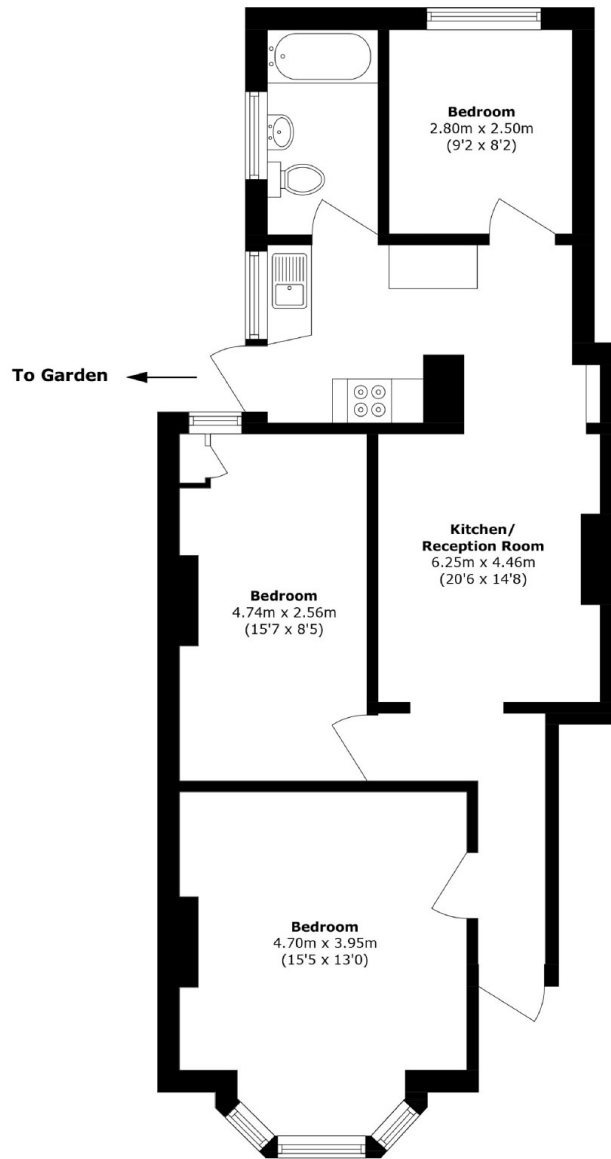 Bedroom
2.80m x 2.50m
(9'2 x 8'2)
To Garden
Kitchen/
Reception Room
6.25m x 4.46m
(20'6 x 14'8)
Bedroom
4.74m x 2.56m
(15'7 x 8'5)
Bedroom
4.70m x 3.95m
(15'5 x 13'0)